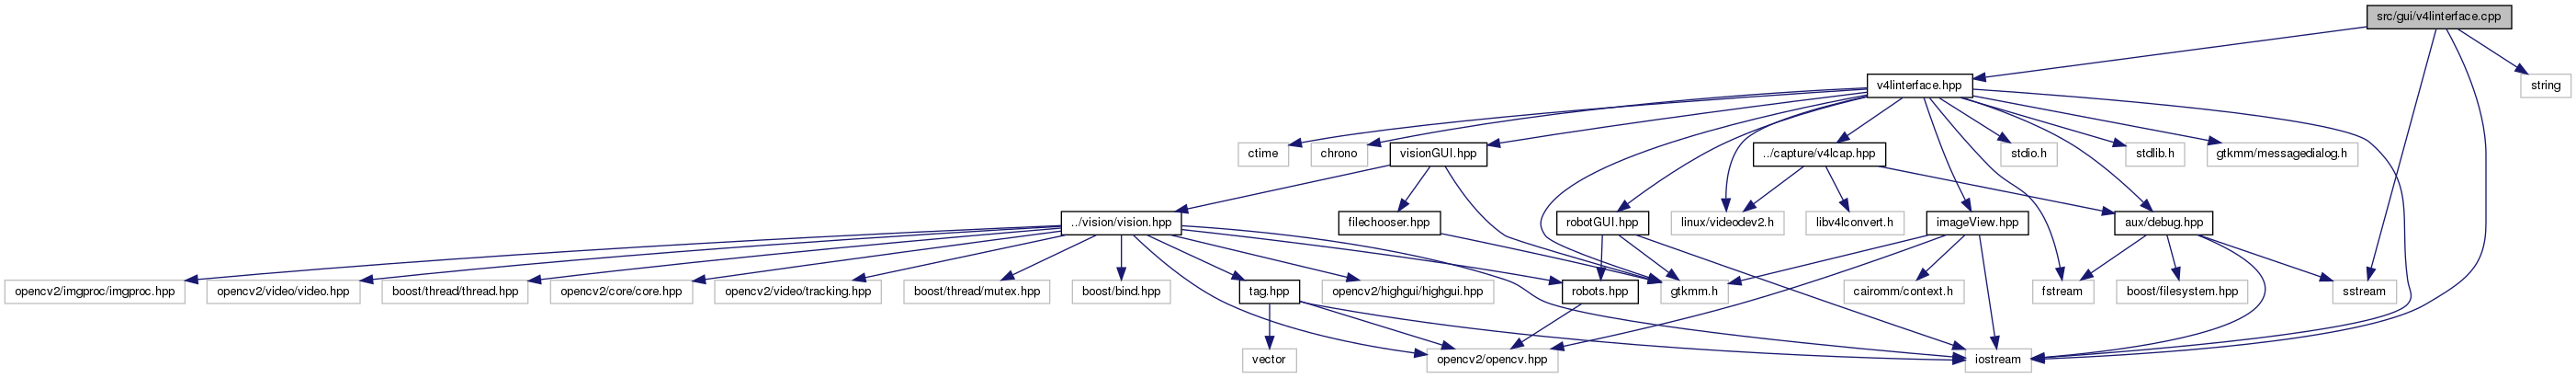 src/gui/v4linterface.cpp
v4linterface.hpp
string
ctime
chrono
visionGUI.hpp
../capture/v4lcap.hpp
stdio.h
stdlib.h
gtkmm/messagedialog.h
../vision/vision.hpp
filechooser.hpp
robotGUI.hpp
linux/videodev2.h
libv4lconvert.h
imageView.hpp
aux/debug.hpp
opencv2/imgproc/imgproc.hpp
opencv2/video/video.hpp
boost/thread/thread.hpp
opencv2/core/core.hpp
opencv2/video/tracking.hpp
boost/thread/mutex.hpp
boost/bind.hpp
tag.hpp
opencv2/highgui/highgui.hpp
robots.hpp
gtkmm.h
cairomm/context.h
fstream
boost/filesystem.hpp
sstream
vector
opencv2/opencv.hpp
iostream